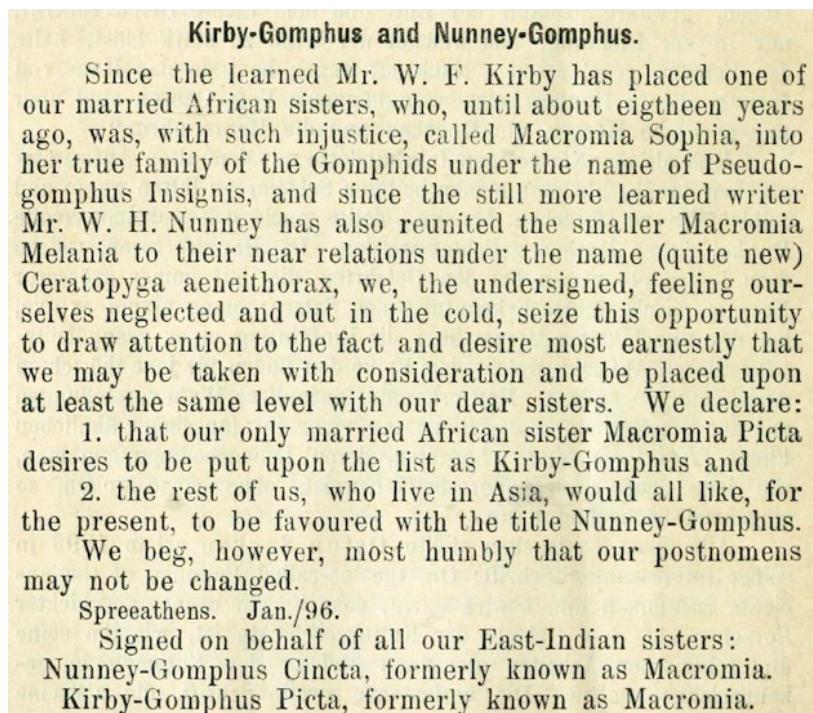 Kirby-Gomphus and Nunney-Gomphus.
Since the learned Mr. W. F. Kirby has placed one of
our married African sisters, who, until about eigtheen years
ago, was, with such injustice, called Macromia Sophia, into
her true family of the Gomphids under the name of Pseudo-
gomphus Insignis, and since the still more learned writer
Mr. W. H. Nunney has also reunited the smaller Macromia
Melania to their near relations under the name (quite new)
Ceratopyga aeneithorax, we, the undersigned, feeling our-
selves neglected and out in the cold, seize this opportunity
to draw attention to the fact and desire most earnestly that
we may be taken with consideration and be placed upon
at least the same level with our dear sisters. We declare:
1. that our only married African sister Macromia Picta
desires to be put upon the list as Kirby-Gomphus and
2. the rest of us, who live in Asia, would all like, for
the present, to be favoured with the title Nunney-Gomphus.
We beg, however, most humbly that our postnomens
may not be changed.
Spreeathens. Jan./96.
Signed on behalf of all our East-Indian sisters:
Nunney-Gomphus Cincta, formerly known as Macromia.
Kirby-Gomphus Picta, formerly known as Macromia.